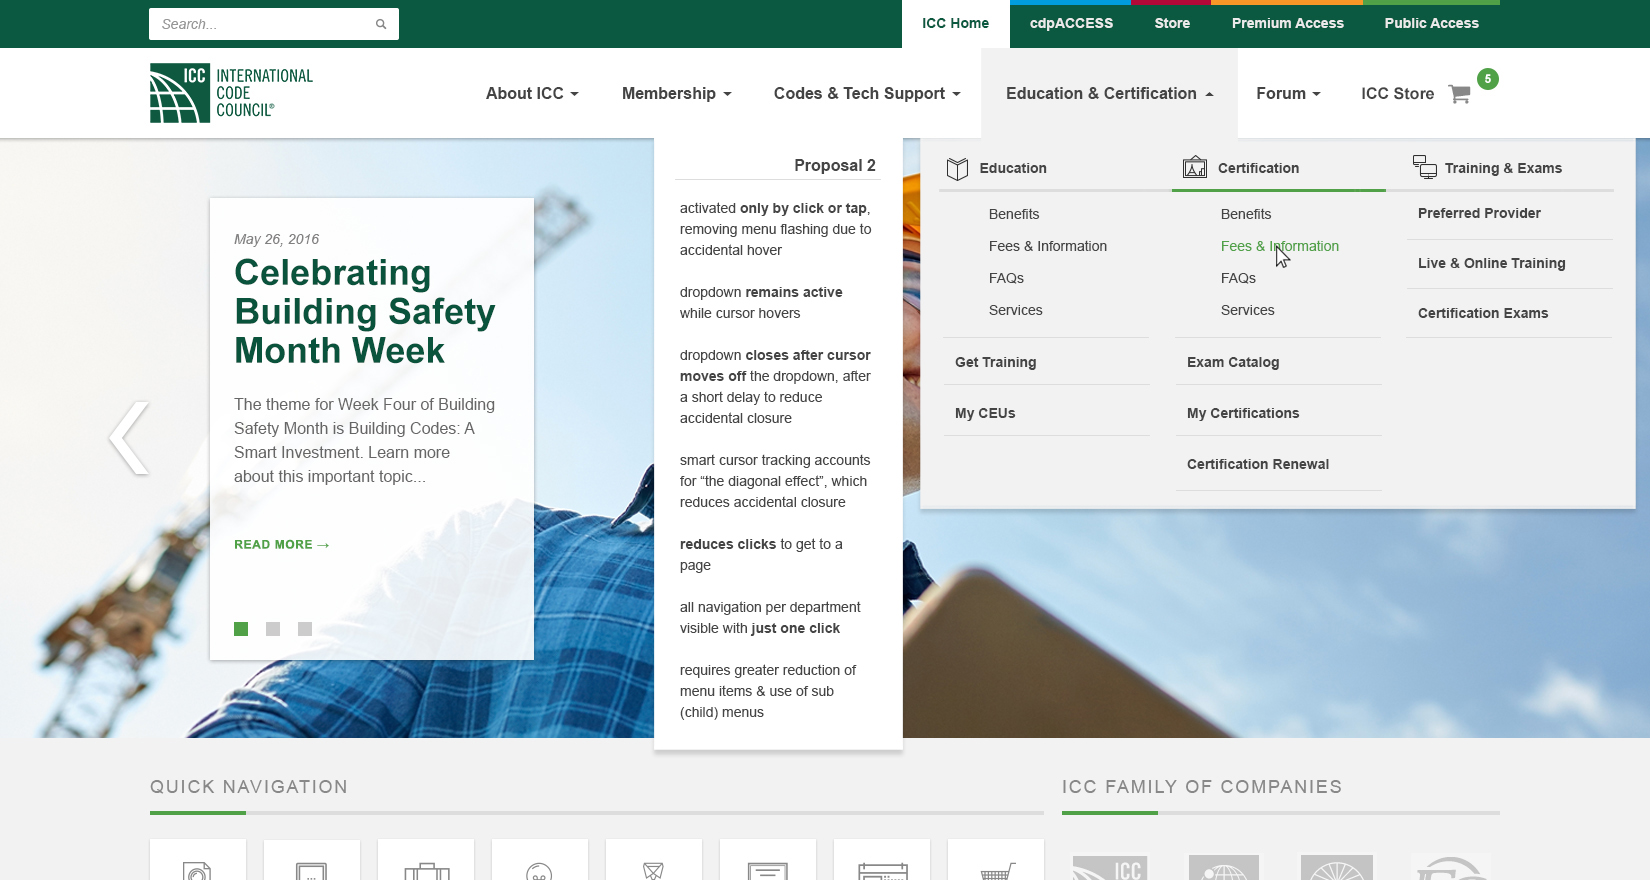 Search...
ICC Home
cdpACCESS
Store
Premium Access
Public Access
ICC INTERNATIONAL
CODE
COUNCIL®
About ICC
Membership
Codes & Tech Support
Education & Certification
Forum
ICC Store
5
May 26, 2016
Celebrating
Building Safety
Month Week
The theme for Week Four of Building
Safety Month is Building Codes: A
Smart Investment. Learn more
about this important topic...
READ MORE →
Proposal 2
activated only by click or tap,
removing menu flashing due to
accidental hover
dropdown remains active
while cursor hovers
dropdown closes after cursor
moves off the dropdown, after
a short delay to reduce
accidental closure
smart cursor tracking accounts
for “the diagonal effect”, which
reduces accidental closure
reduces clicks to get to a
page
all navigation per department
visible with just one click
requires greater reduction of
menu items & use of sub
(child) menus
Education
Benefits
Fees & Information
FAQs
Services
Get Training
My CEUs
Certification
Benefits
Fees & Information
FAQs
Services
Exam Catalog
My Certifications
Certification Renewal
Training & Exams
Preferred Provider
Live & Online Training
Certification Exams
QUICK NAVIGATION
ICC FAMILY OF COMPANIES
ICC